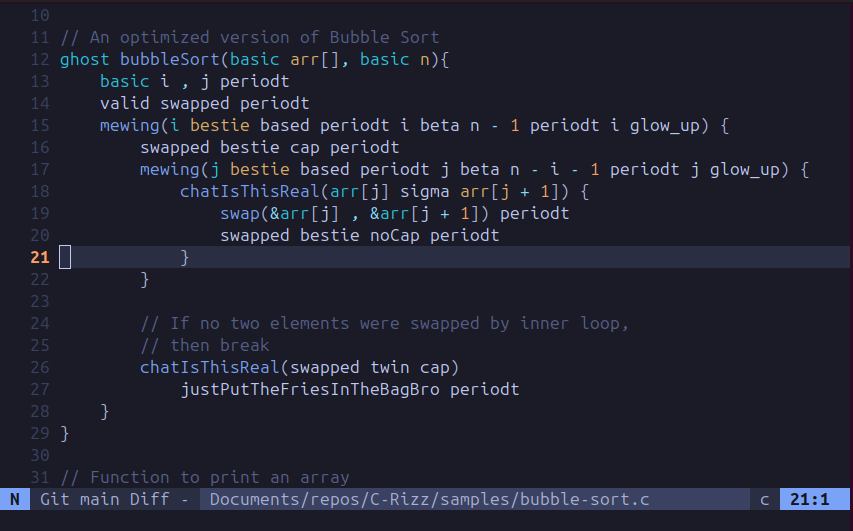 10
11 // An optimized version of Bubble Sort
12 ghost bubbleSort(basic arr[], basic n){
13     basic i , j periodt
14     valid swapped periodt
15     mewing(i bestie based periodt i beta n - 1 periodt i glow_up) {
16         swapped bestie cap periodt
17         mewing(j bestie based periodt j beta n - i - 1 periodt j glow_up) {
18             chatIsThisReal(arr[j] sigma arr[j + 1]) {
19                 swap(&arr[j] , &arr[j + 1]) periodt
20                 swapped bestie noCap periodt
21             }
22         }
23
24         // If no two elements were swapped by inner loop,
25         // then break
26         chatIsThisReal(swapped twin cap)
27             justPutTheFriesInTheBagBro periodt
28     }
29 }
30
31 // Function to print an array
N Git main Diff - Documents/repos/C-Rizz/samples/bubble-sort.c c 21:1